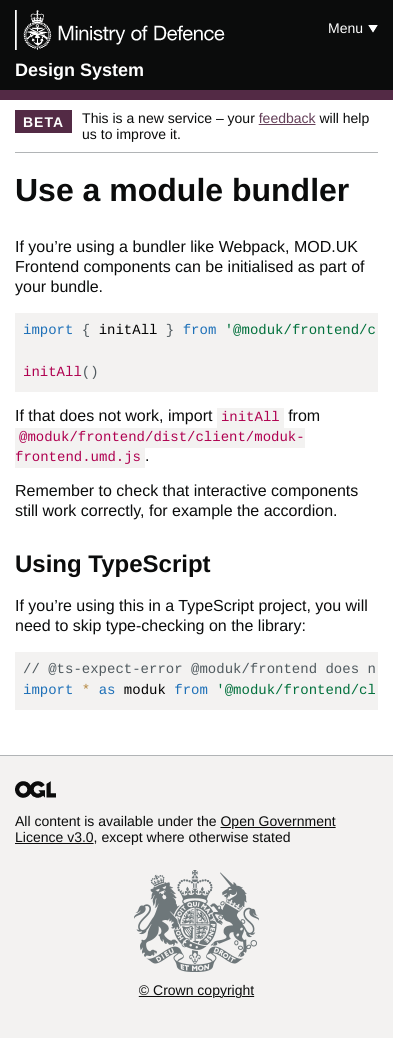 Ministry of Defence
Menu
Design System
BETA
This is a new service – your feedback will help
us to improve it.
Use a module bundler
If you’re using a bundler like Webpack, MOD.UK
Frontend components can be initialised as part of
your bundle.
import { initAll } from '@moduk/frontend/c
initAll()
If that does not work, import initAll from
@moduk/frontend/dist/client/moduk-
frontend.umd.js.
Remember to check that interactive components
still work correctly, for example the accordion.
Using TypeScript
If you’re using this in a TypeScript project, you will
need to skip type-checking on the library:
// @ts-expect-error @moduk/frontend does n
import * as moduk from '@moduk/frontend/cl
OGL
All content is available under the Open Government
Licence v3.0, except where otherwise stated
DIEU ET MON DROIT
© Crown copyright